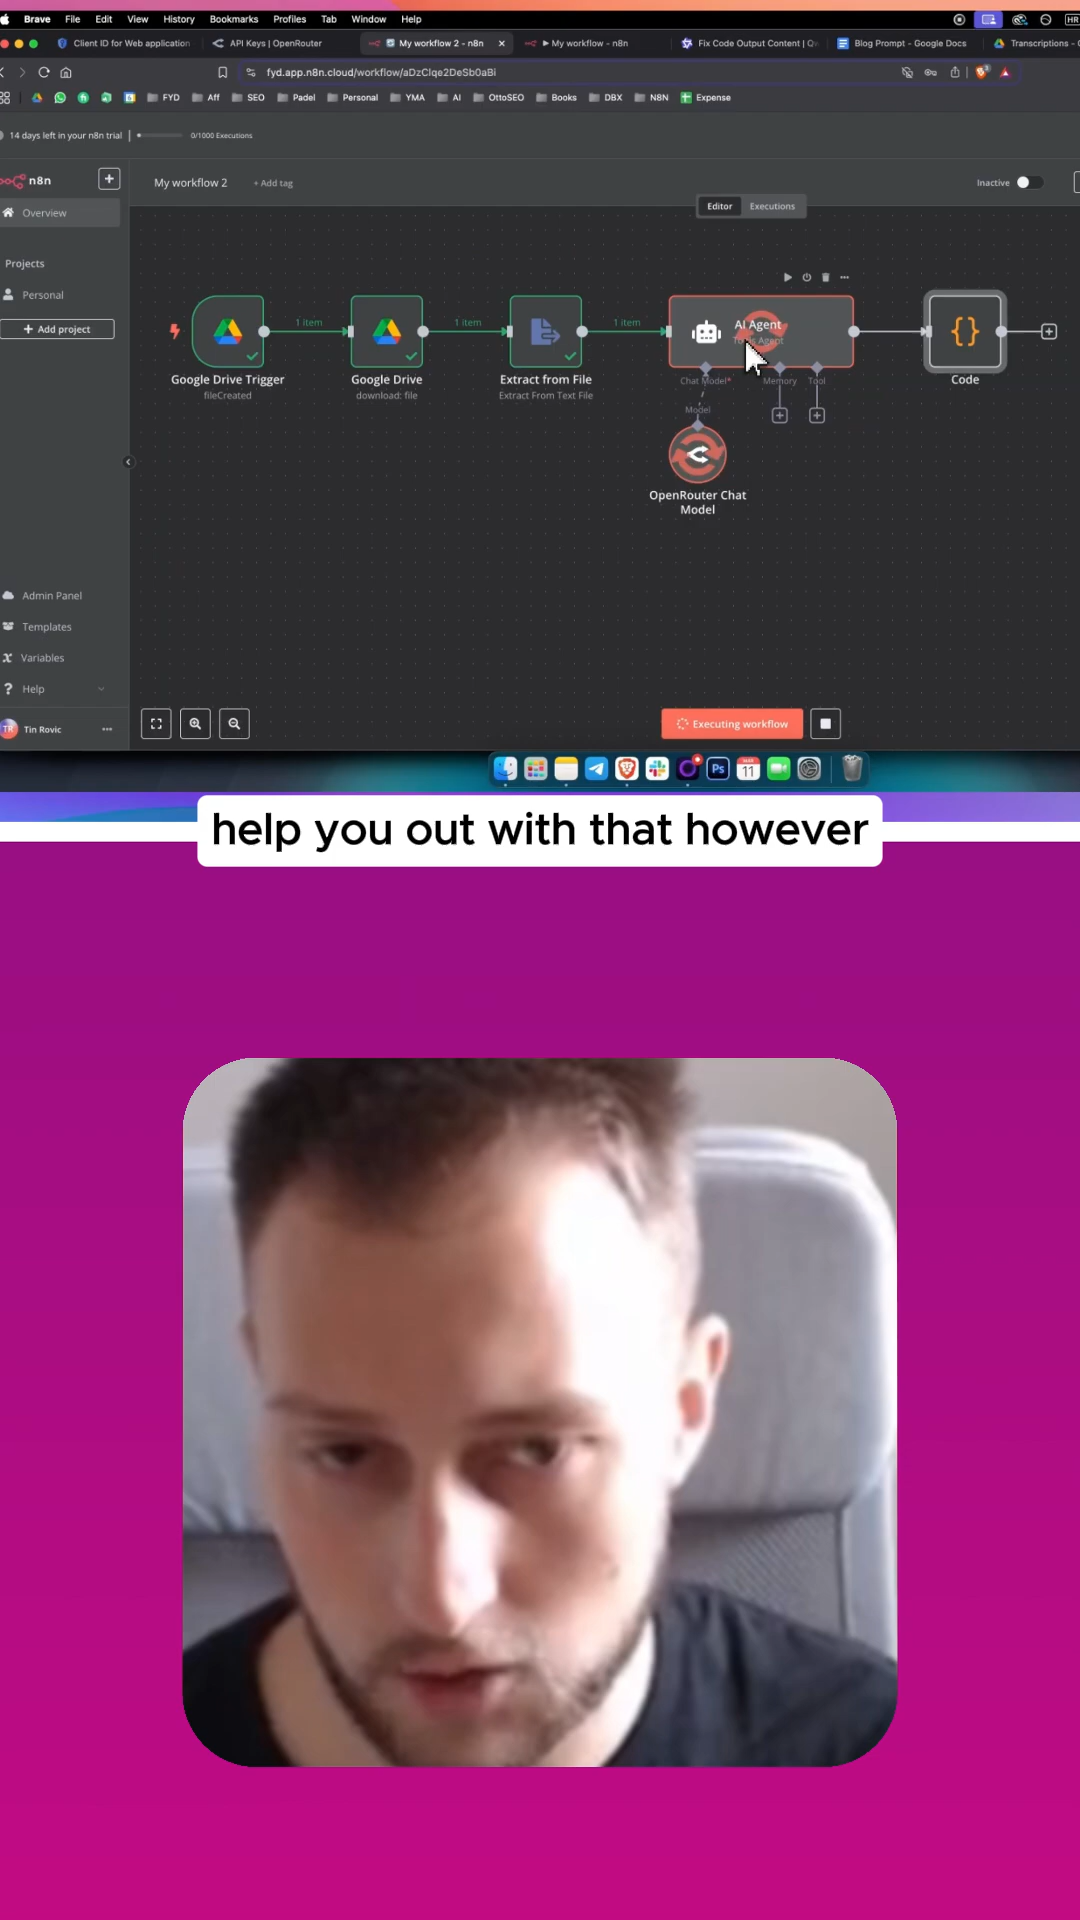 Brave File Edit View History Bookmarks Profiles Tab Window Help
Client ID for Web application
API Keys | OpenRouter
My workflow 2 - n8n
My workflow - n8n
Fix Code Output Content |
Blog Prompt - Google Docs
Transcriptions -
fyd.app.n8n.cloud/workflow/aDzClqe2DeSb0aBi
FYD Aff SEO Padel Personal YMA AI OttoSEO Books DBX N8N Expense
14 days left in your n8n trial
0/1000 Executions
n8n
My workflow 2
+ Add tag
Inactive
Overview
Editor
Executions
Projects
Personal
+ Add project
1 item
1 item
1 item
AI Agent
Google Drive Trigger
fileCreated
Google Drive
download: file
Extract from File
Extract From Text File
Chat Model*
Memory
Tool
Code
Model
OpenRouter Chat
Model
Admin Panel
Templates
Variables
Help
TR
Tin Rovic
Executing workflow
Ps
11
help you out with that however